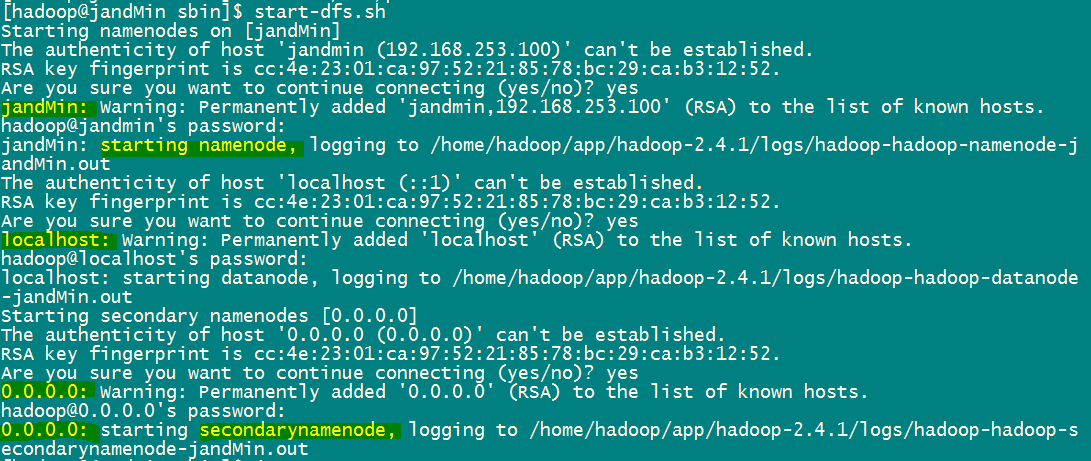 [hadoop@jandMin sbin]$ start-dfs.sh
Starting namenodes on [jandMin]
The authenticity of host 'jandmin (192.168.253.100)' can't be established.
RSA key fingerprint is cc:4e:23:01:ca:97:52:21:85:78:bc:29:ca:b3:12:52.
Are you sure you want to continue connecting (yes/no)? yes
jandMin: Warning: Permanently added 'jandmin,192.168.253.100' (RSA) to the list of known hosts.
hadoop@jandmin's password:
jandMin: starting namenode, logging to /home/hadoop/app/hadoop-2.4.1/logs/hadoop-hadoop-namenode-j
andMin.out
The authenticity of host 'localhost (::1)' can't be established.
RSA key fingerprint is cc:4e:23:01:ca:97:52:21:85:78:bc:29:ca:b3:12:52.
Are you sure you want to continue connecting (yes/no)? yes
localhost: Warning: Permanently added 'localhost' (RSA) to the list of known hosts.
hadoop@localhost's password:
localhost: starting datanode, logging to /home/hadoop/app/hadoop-2.4.1/logs/hadoop-hadoop-datanode
-jandMin.out
Starting secondary namenodes [0.0.0.0]
The authenticity of host '0.0.0.0 (0.0.0.0)' can't be established.
RSA key fingerprint is cc:4e:23:01:ca:97:52:21:85:78:bc:29:ca:b3:12:52.
Are you sure you want to continue connecting (yes/no)? yes
0.0.0.0: Warning: Permanently added '0.0.0.0' (RSA) to the list of known hosts.
hadoop@0.0.0.0's password:
0.0.0.0: starting secondarynamenode, logging to /home/hadoop/app/hadoop-2.4.1/logs/hadoop-hadoop-s
econdarynamenode-jandMin.out